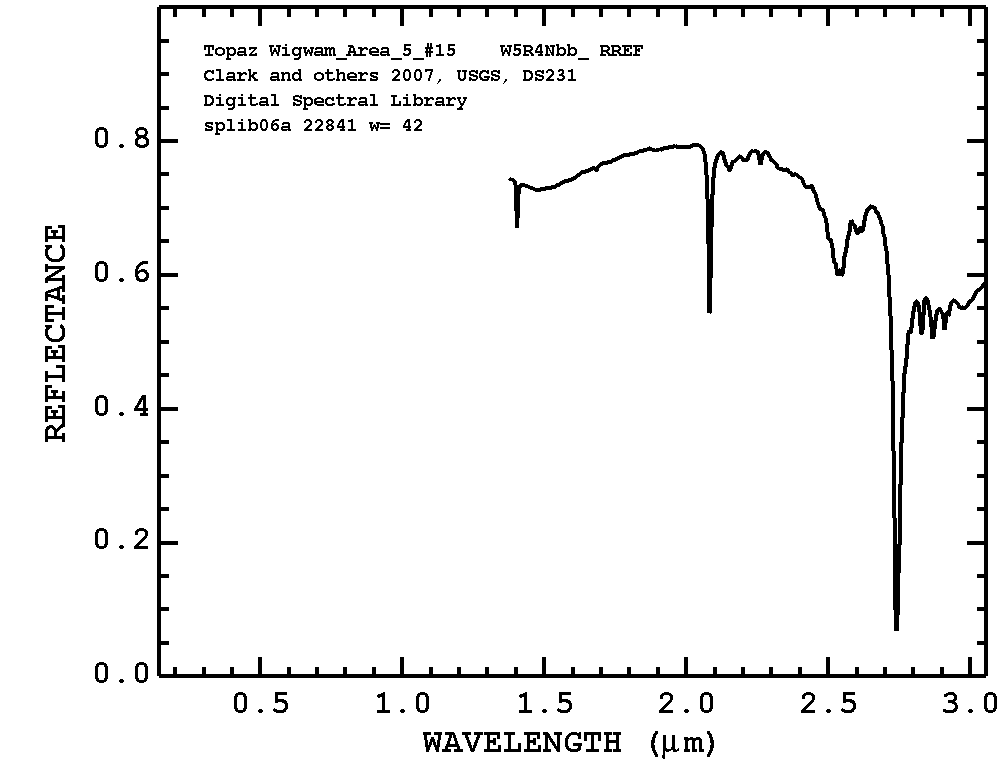 Topaz Wigwam_Area_5_#15 W5R4Nbb_ RREF
Clark and others 2007, USGS, DS231
Digital Spectral Library
splib06a 22841 w= 42
REFLECTANCE
0.8
0.6
0.4
0.2
0.0
0.5 1.0 1.5 2.0 2.5 3.0
WAVELENGTH (μm)